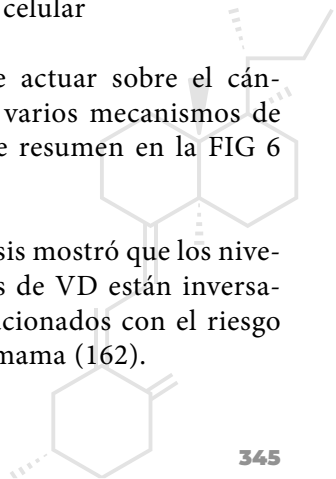 celular
e actuar sobre el cán-
varios mecanismos de
e resumen en la FIG 6
sis mostró que los nive-
s de VD están inversa-
cionados con el riesgo
mama (162).
345